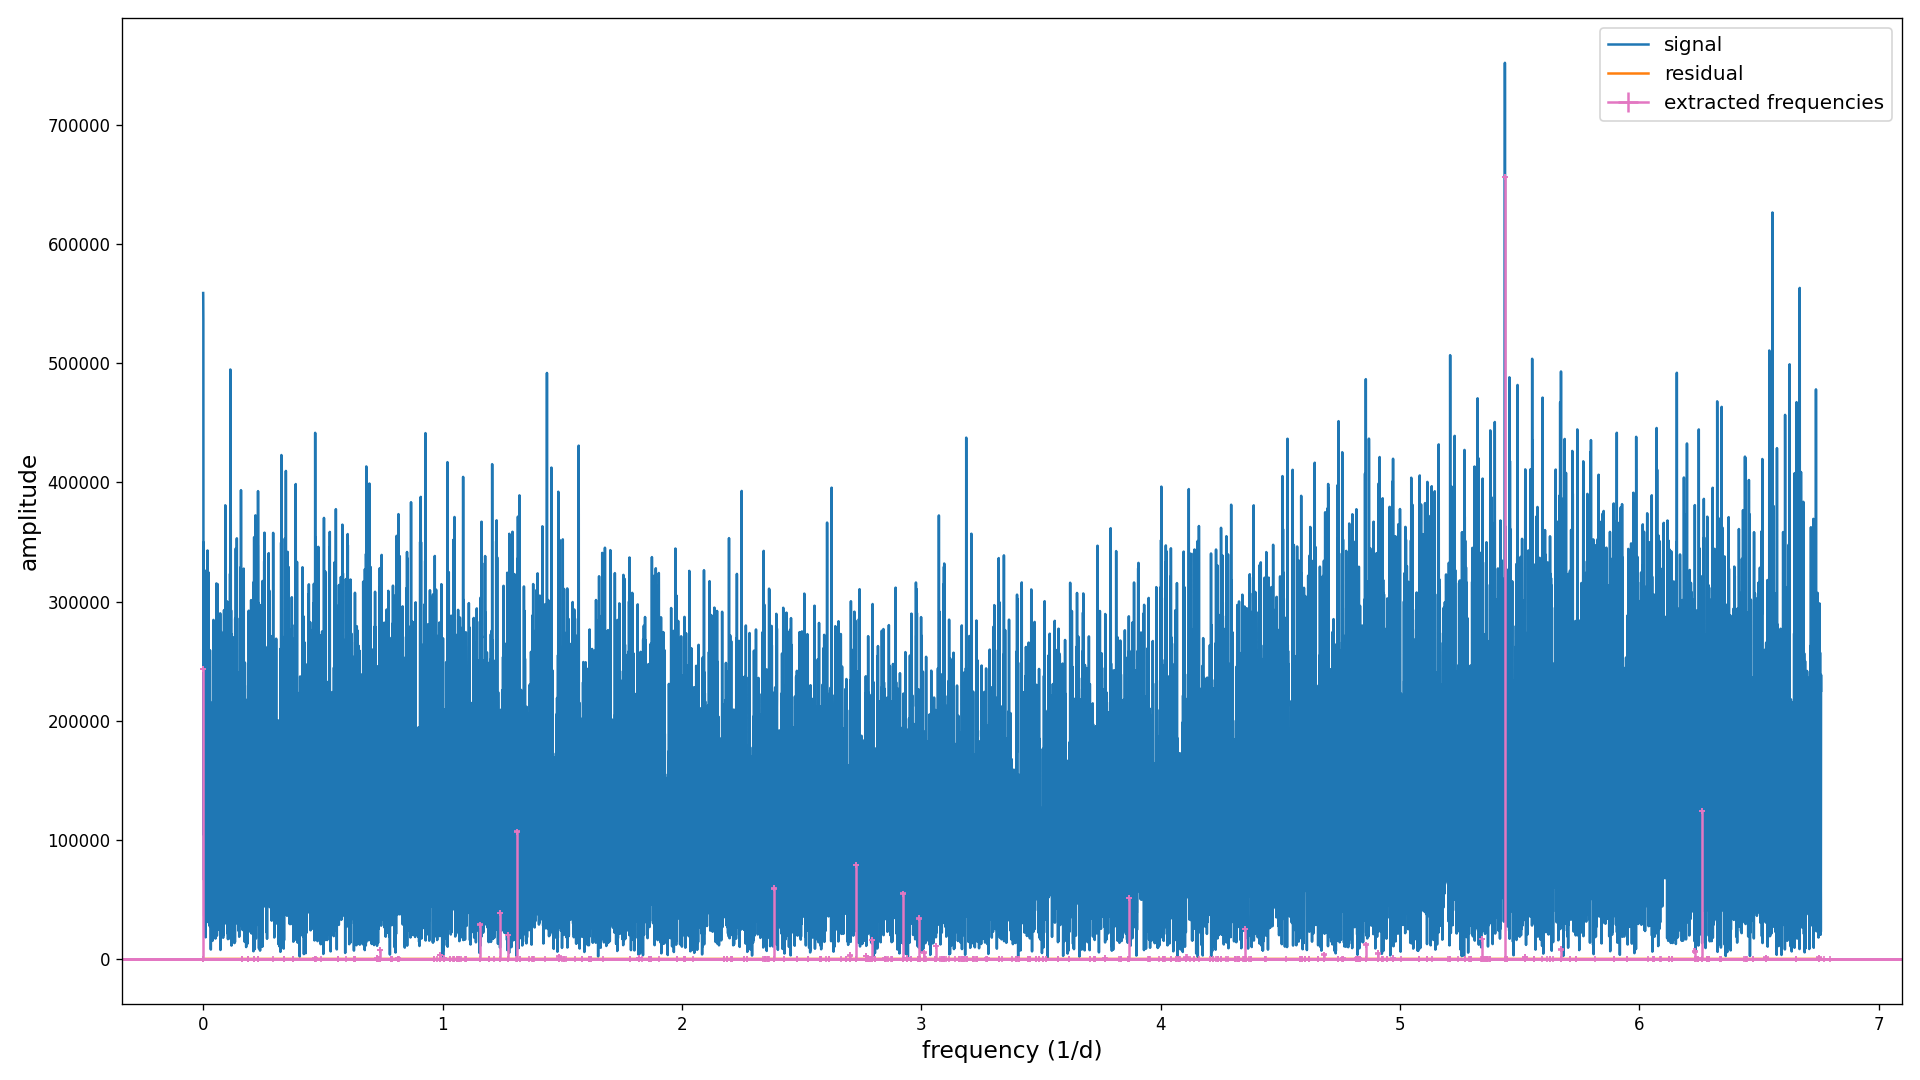 signal
residual
extracted frequencies
amplitude
700000
600000
500000
400000
300000
200000
100000
0
0 1 2 3 4 5 6 7
frequency (1/d)